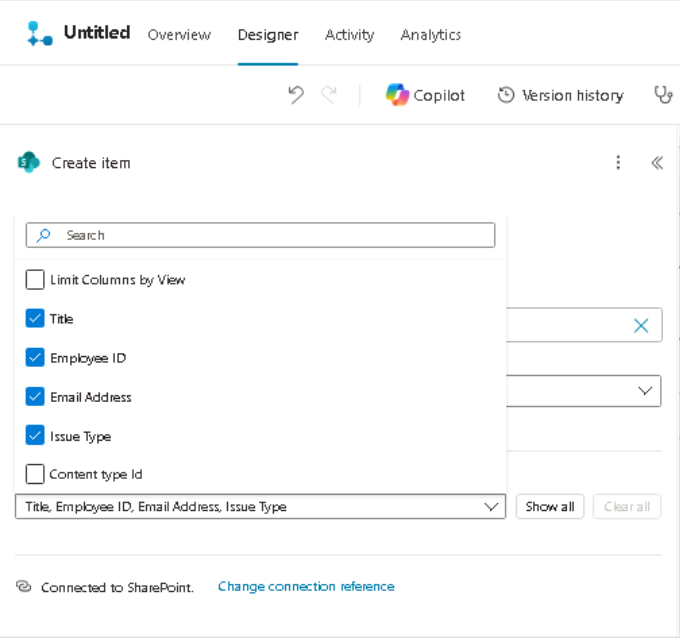 Untitled Overview Designer Activity Analytics
Copilot Version history
Create item
Search
Limit Columns by View
Title
Employee ID
Email Address
Issue Type
Content type Id
Title, Employee ID, Email Address, Issue Type Show all Clear all
Connected to SharePoint. Change connection reference